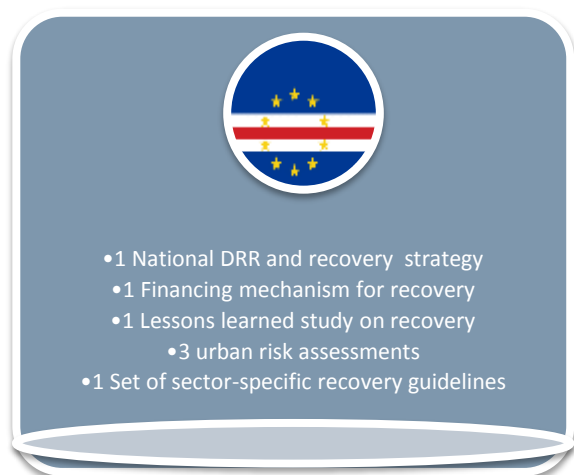 •1 National DRR and recovery strategy
•1 Financing mechanism for recovery
•1 Lessons learned study on recovery
•3 urban risk assessments
•1 Set of sector-specific recovery guidelines